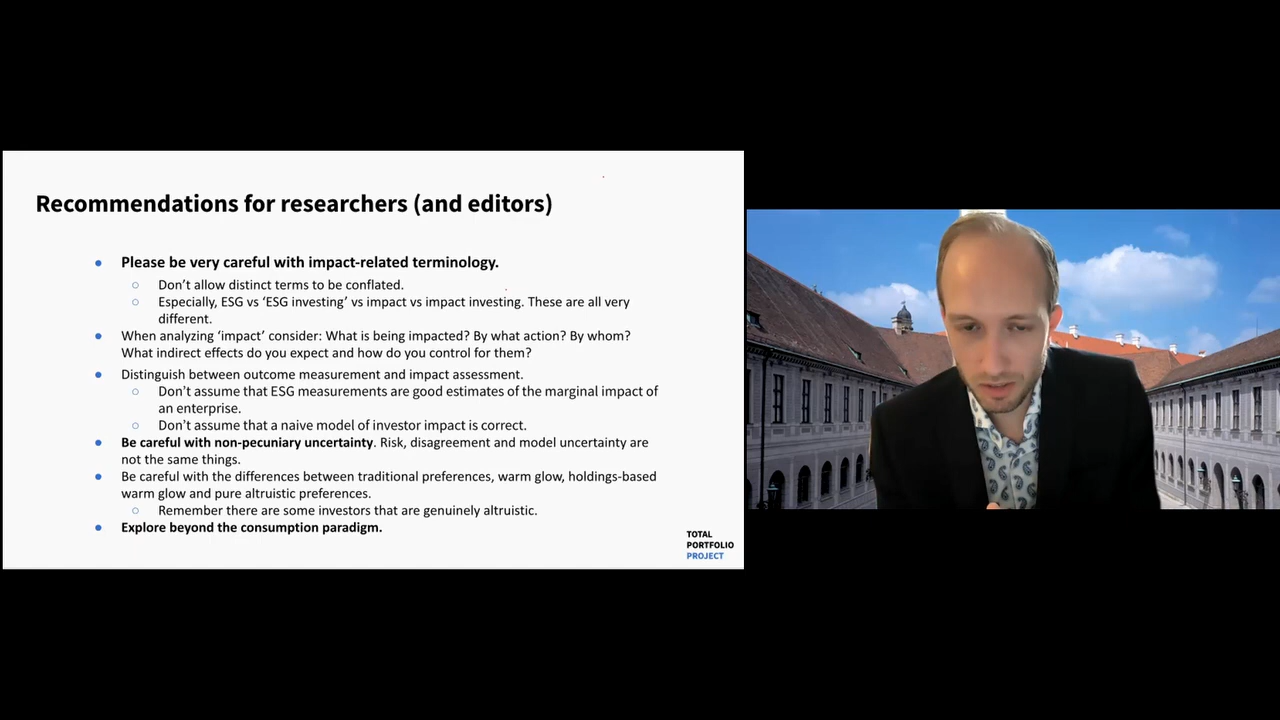 Recommendations for researchers (and editors)
● Please be very careful with impact-related terminology.
○ Don’t allow distinct terms to be conflated.
○ Especially, ESG vs ‘ESG investing’ vs impact vs impact investing. These are all very
different.
● When analyzing ‘impact’ consider: What is being impacted? By what action? By whom?
What indirect effects do you expect and how do you control for them?
● Distinguish between outcome measurement and impact assessment.
○ Don’t assume that ESG measurements are good estimates of the marginal impact of
an enterprise.
○ Don’t assume that a naive model of investor impact is correct.
● Be careful with non-pecuniary uncertainty. Risk, disagreement and model uncertainty are
not the same things.
● Be careful with the differences between traditional preferences, warm glow, holdings-based
warm glow and pure altruistic preferences.
○ Remember there are some investors that are genuinely altruistic.
● Explore beyond the consumption paradigm.
TOTAL
PORTFOLIO
PROJECT